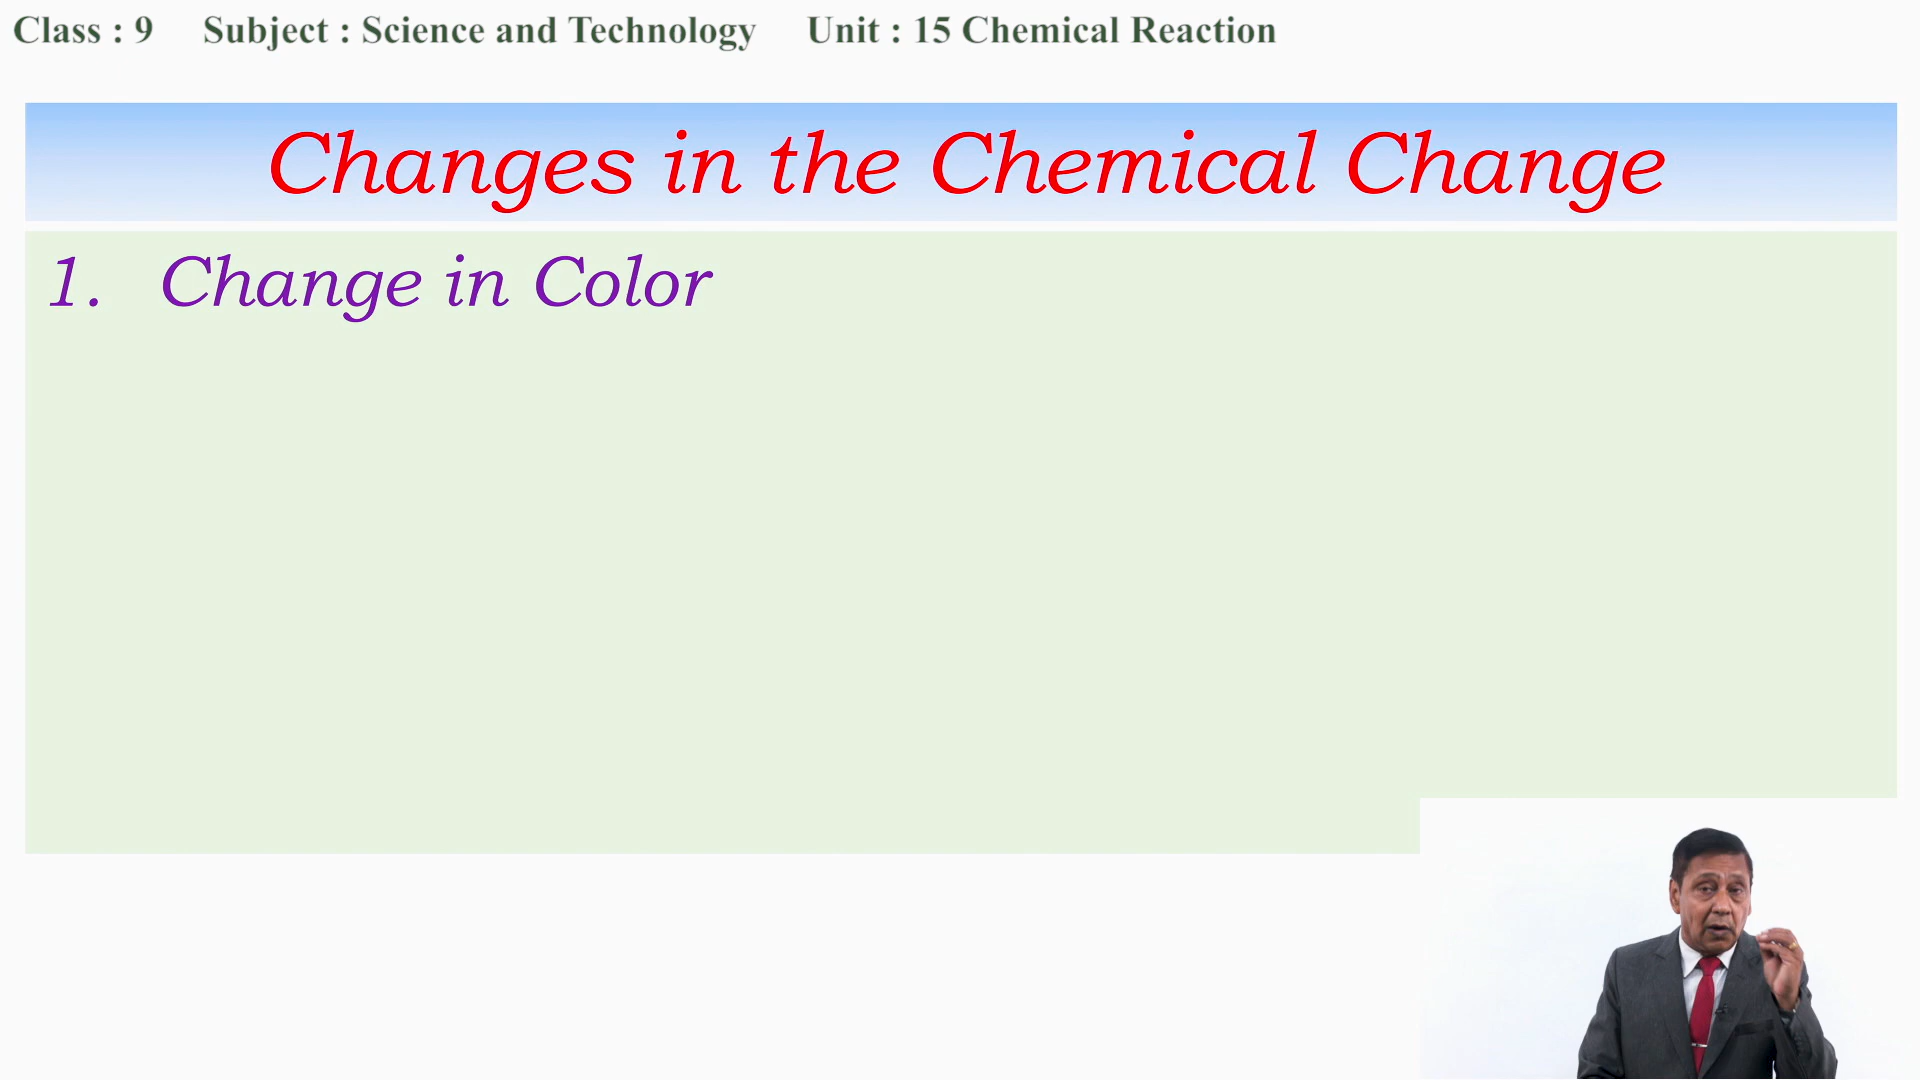 Class : 9 Subject : Science and Technology Unit : 15 Chemical Reaction
Changes in the Chemical Change
1. Change in Color